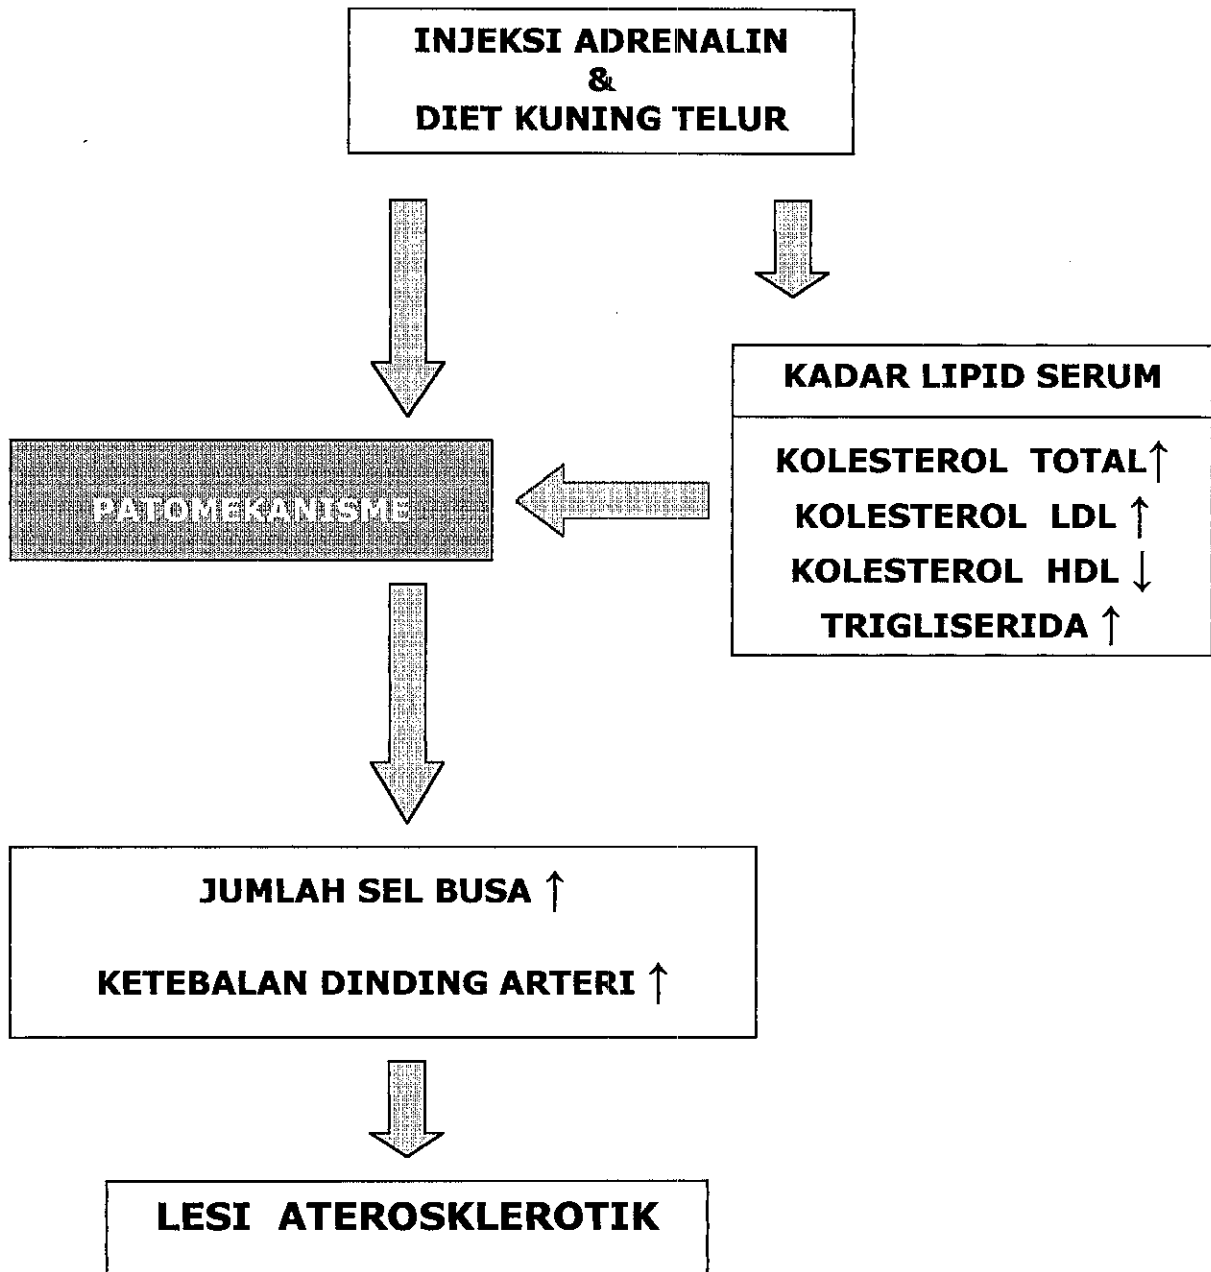 INJEKSI ADRENALIN
&
DIET KUNING TELUR
KADAR LIPID SERUM
KOLESTEROL TOTAL↑
KOLESTEROL LDL ↑
KOLESTEROL HDL ↓
TRIGLISERIDA ↑
PATOMEKANISME
JUMLAH SEL BUSA ↑
KETEBALAN DINDING ARTERI ↑
LESI ATEROSKLEROTIK